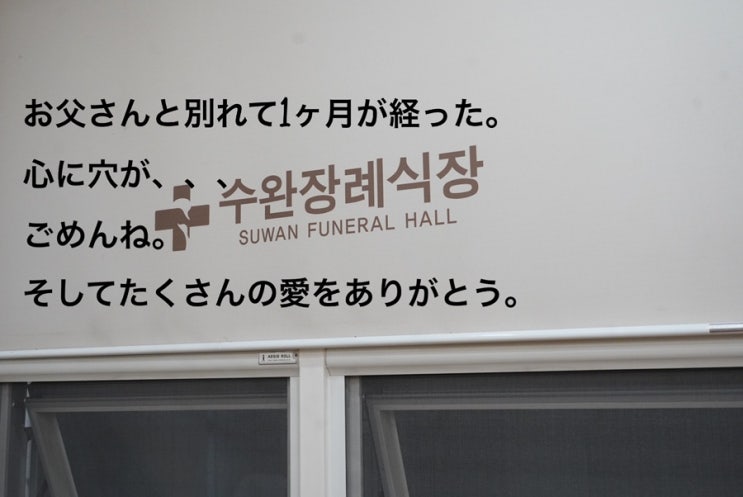 お父さんと別れて1ヶ月が経った。
心に穴が、、、
수완장례식장
SUWAN FUNERAL HALL
ごめんね。
そしてたくさんの愛をありがとう。
AEGIS ROLL